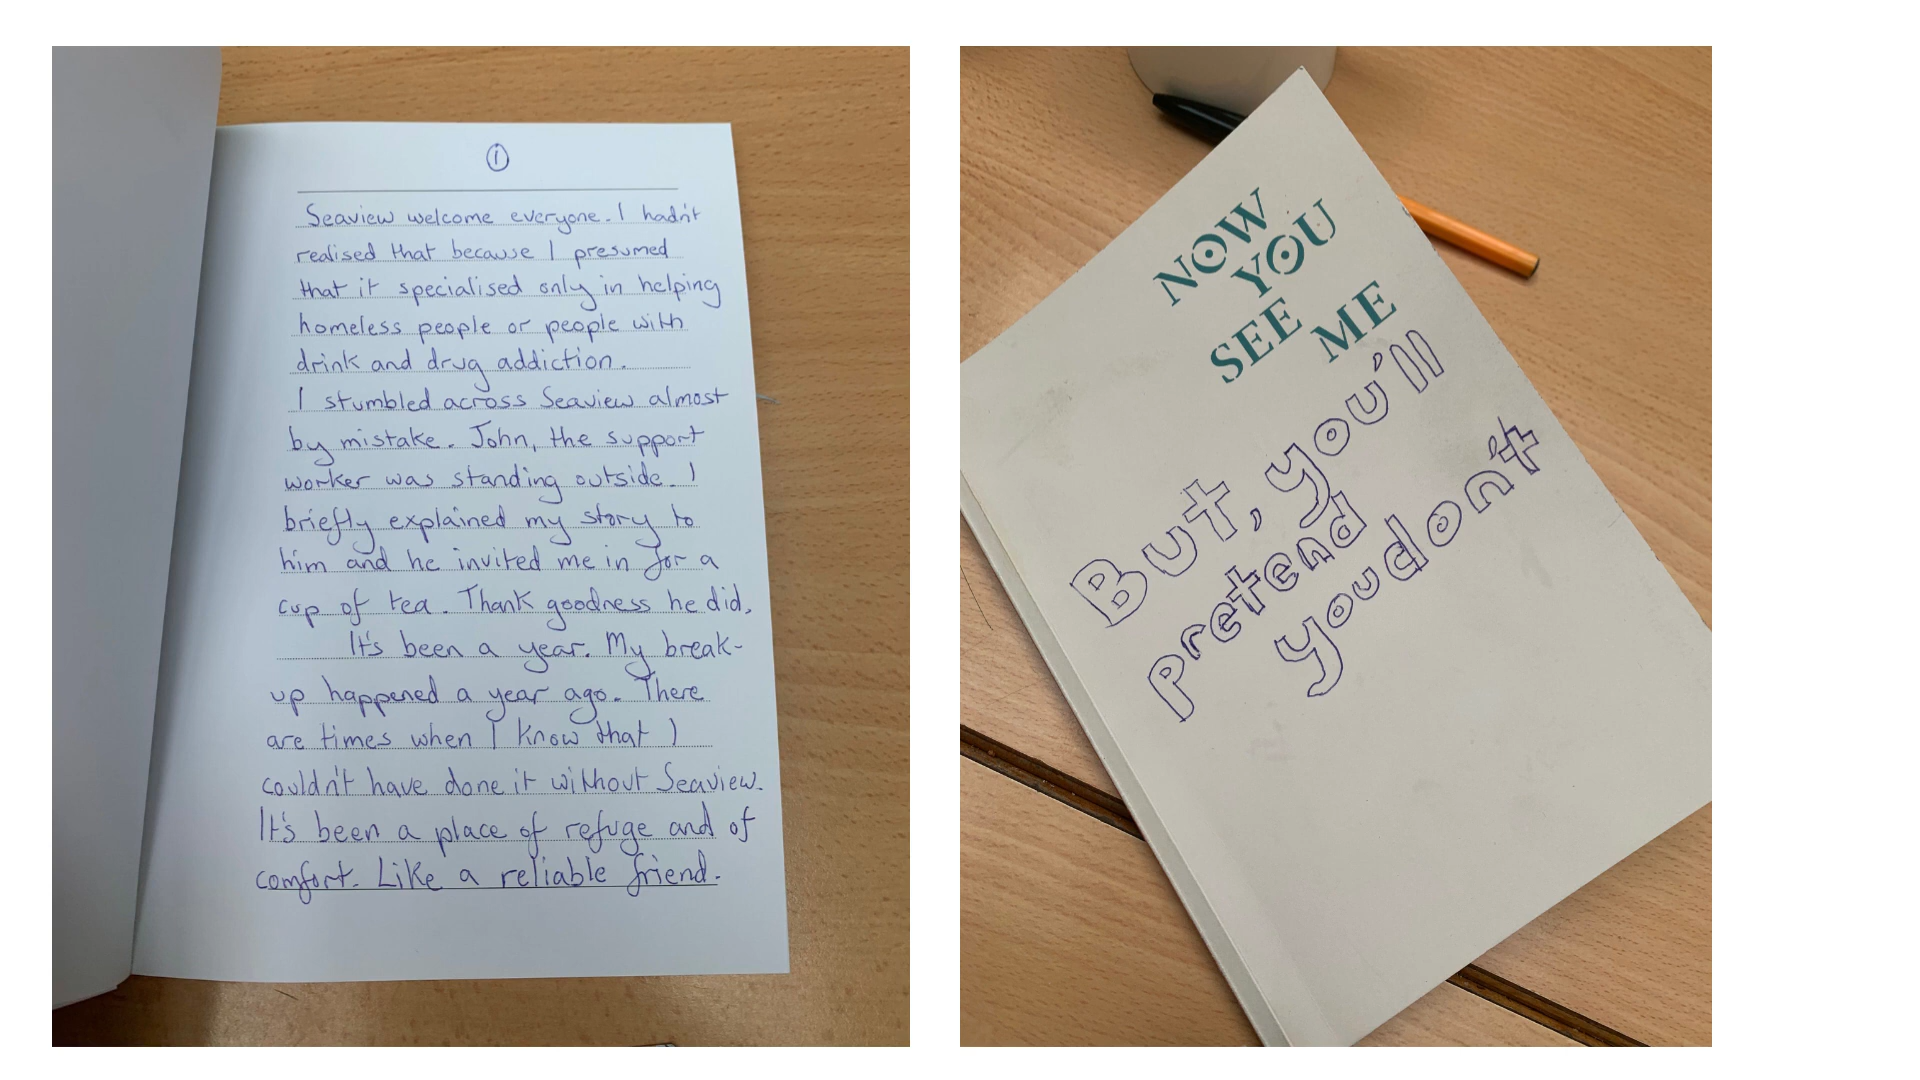 1
Seaview welcome everyone. I hadn't
realised that because I presumed
that it specialised only in helping
homeless people or people with
drink and drug addiction.
I stumbled across Seaview almost
by mistake. John, the support
worker was standing outside. I
briefly explained my story to
him and he invited me in for a
cup of tea. Thank goodness he did.
It's been a year. My break-
up happened a year ago. There
are times when I know that I
couldn't have done it without Seaview.
It's been a place of refuge and of
comfort. Like a reliable friend.
NOW
YOU
SEE ME
But, you'll
pretend
you don't